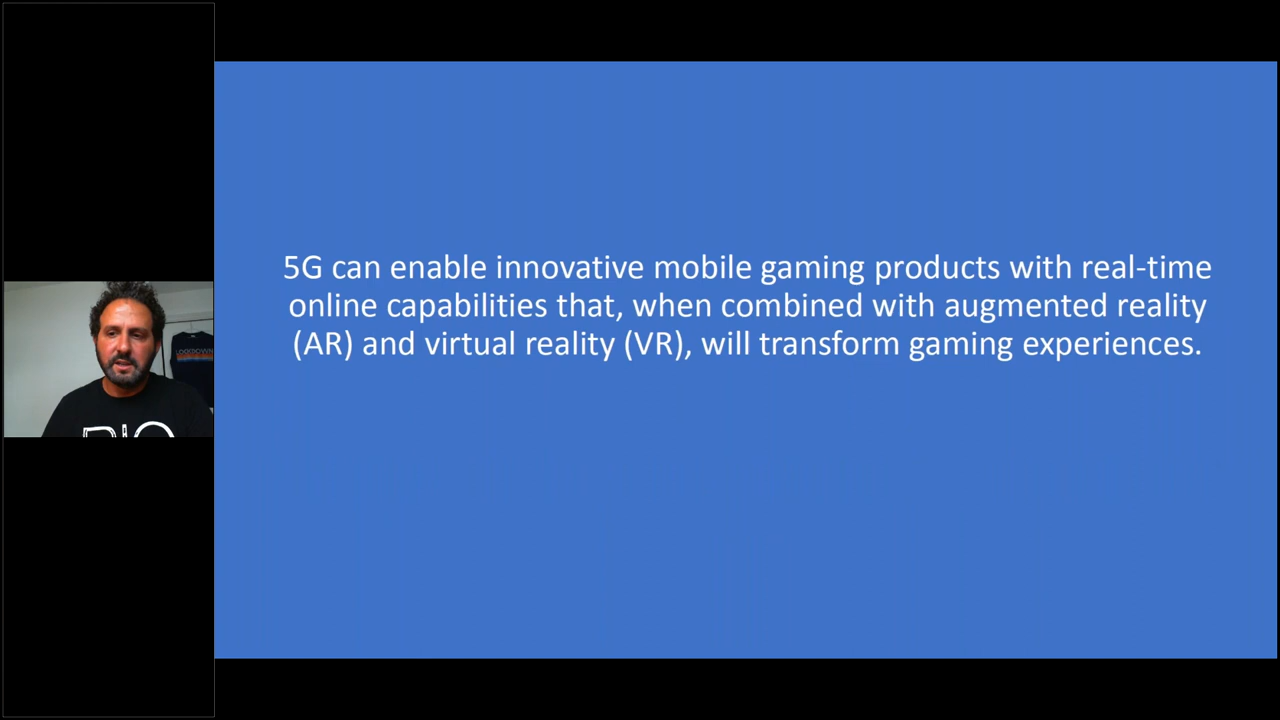 5G can enable innovative mobile gaming products with real-time
online capabilities that, when combined with augmented reality
(AR) and virtual reality (VR), will transform gaming experiences.
LOCKDOWN